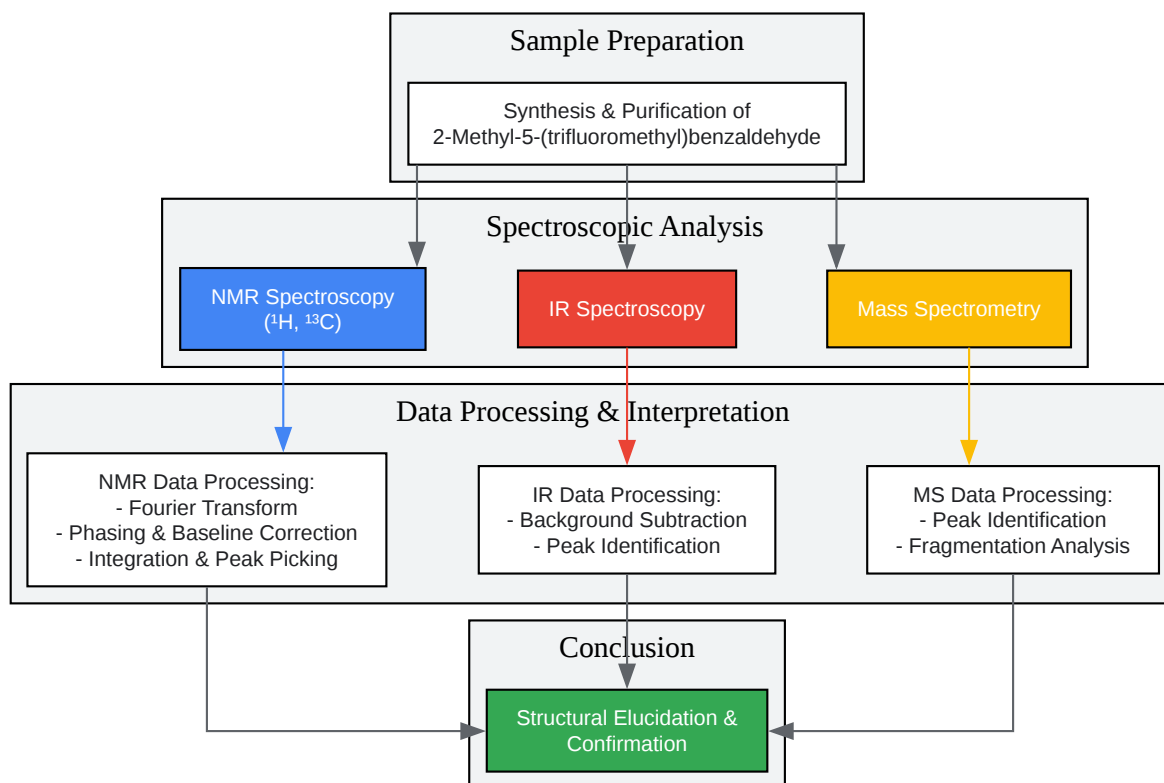 Sample Preparation
Synthesis & Purification of
2-Methyl-5-(trifluoromethyl)benzaldehyde
Spectroscopic Analysis
NMR Spectroscopy
(¹H, ¹³C)
IR Spectroscopy
Mass Spectrometry
Data Processing & Interpretation
NMR Data Processing:
- Fourier Transform
- Phasing & Baseline Correction
- Integration & Peak Picking
IR Data Processing:
- Background Subtraction
- Peak Identification
MS Data Processing:
- Peak Identification
- Fragmentation Analysis
Conclusion
Structural Elucidation &
Confirmation